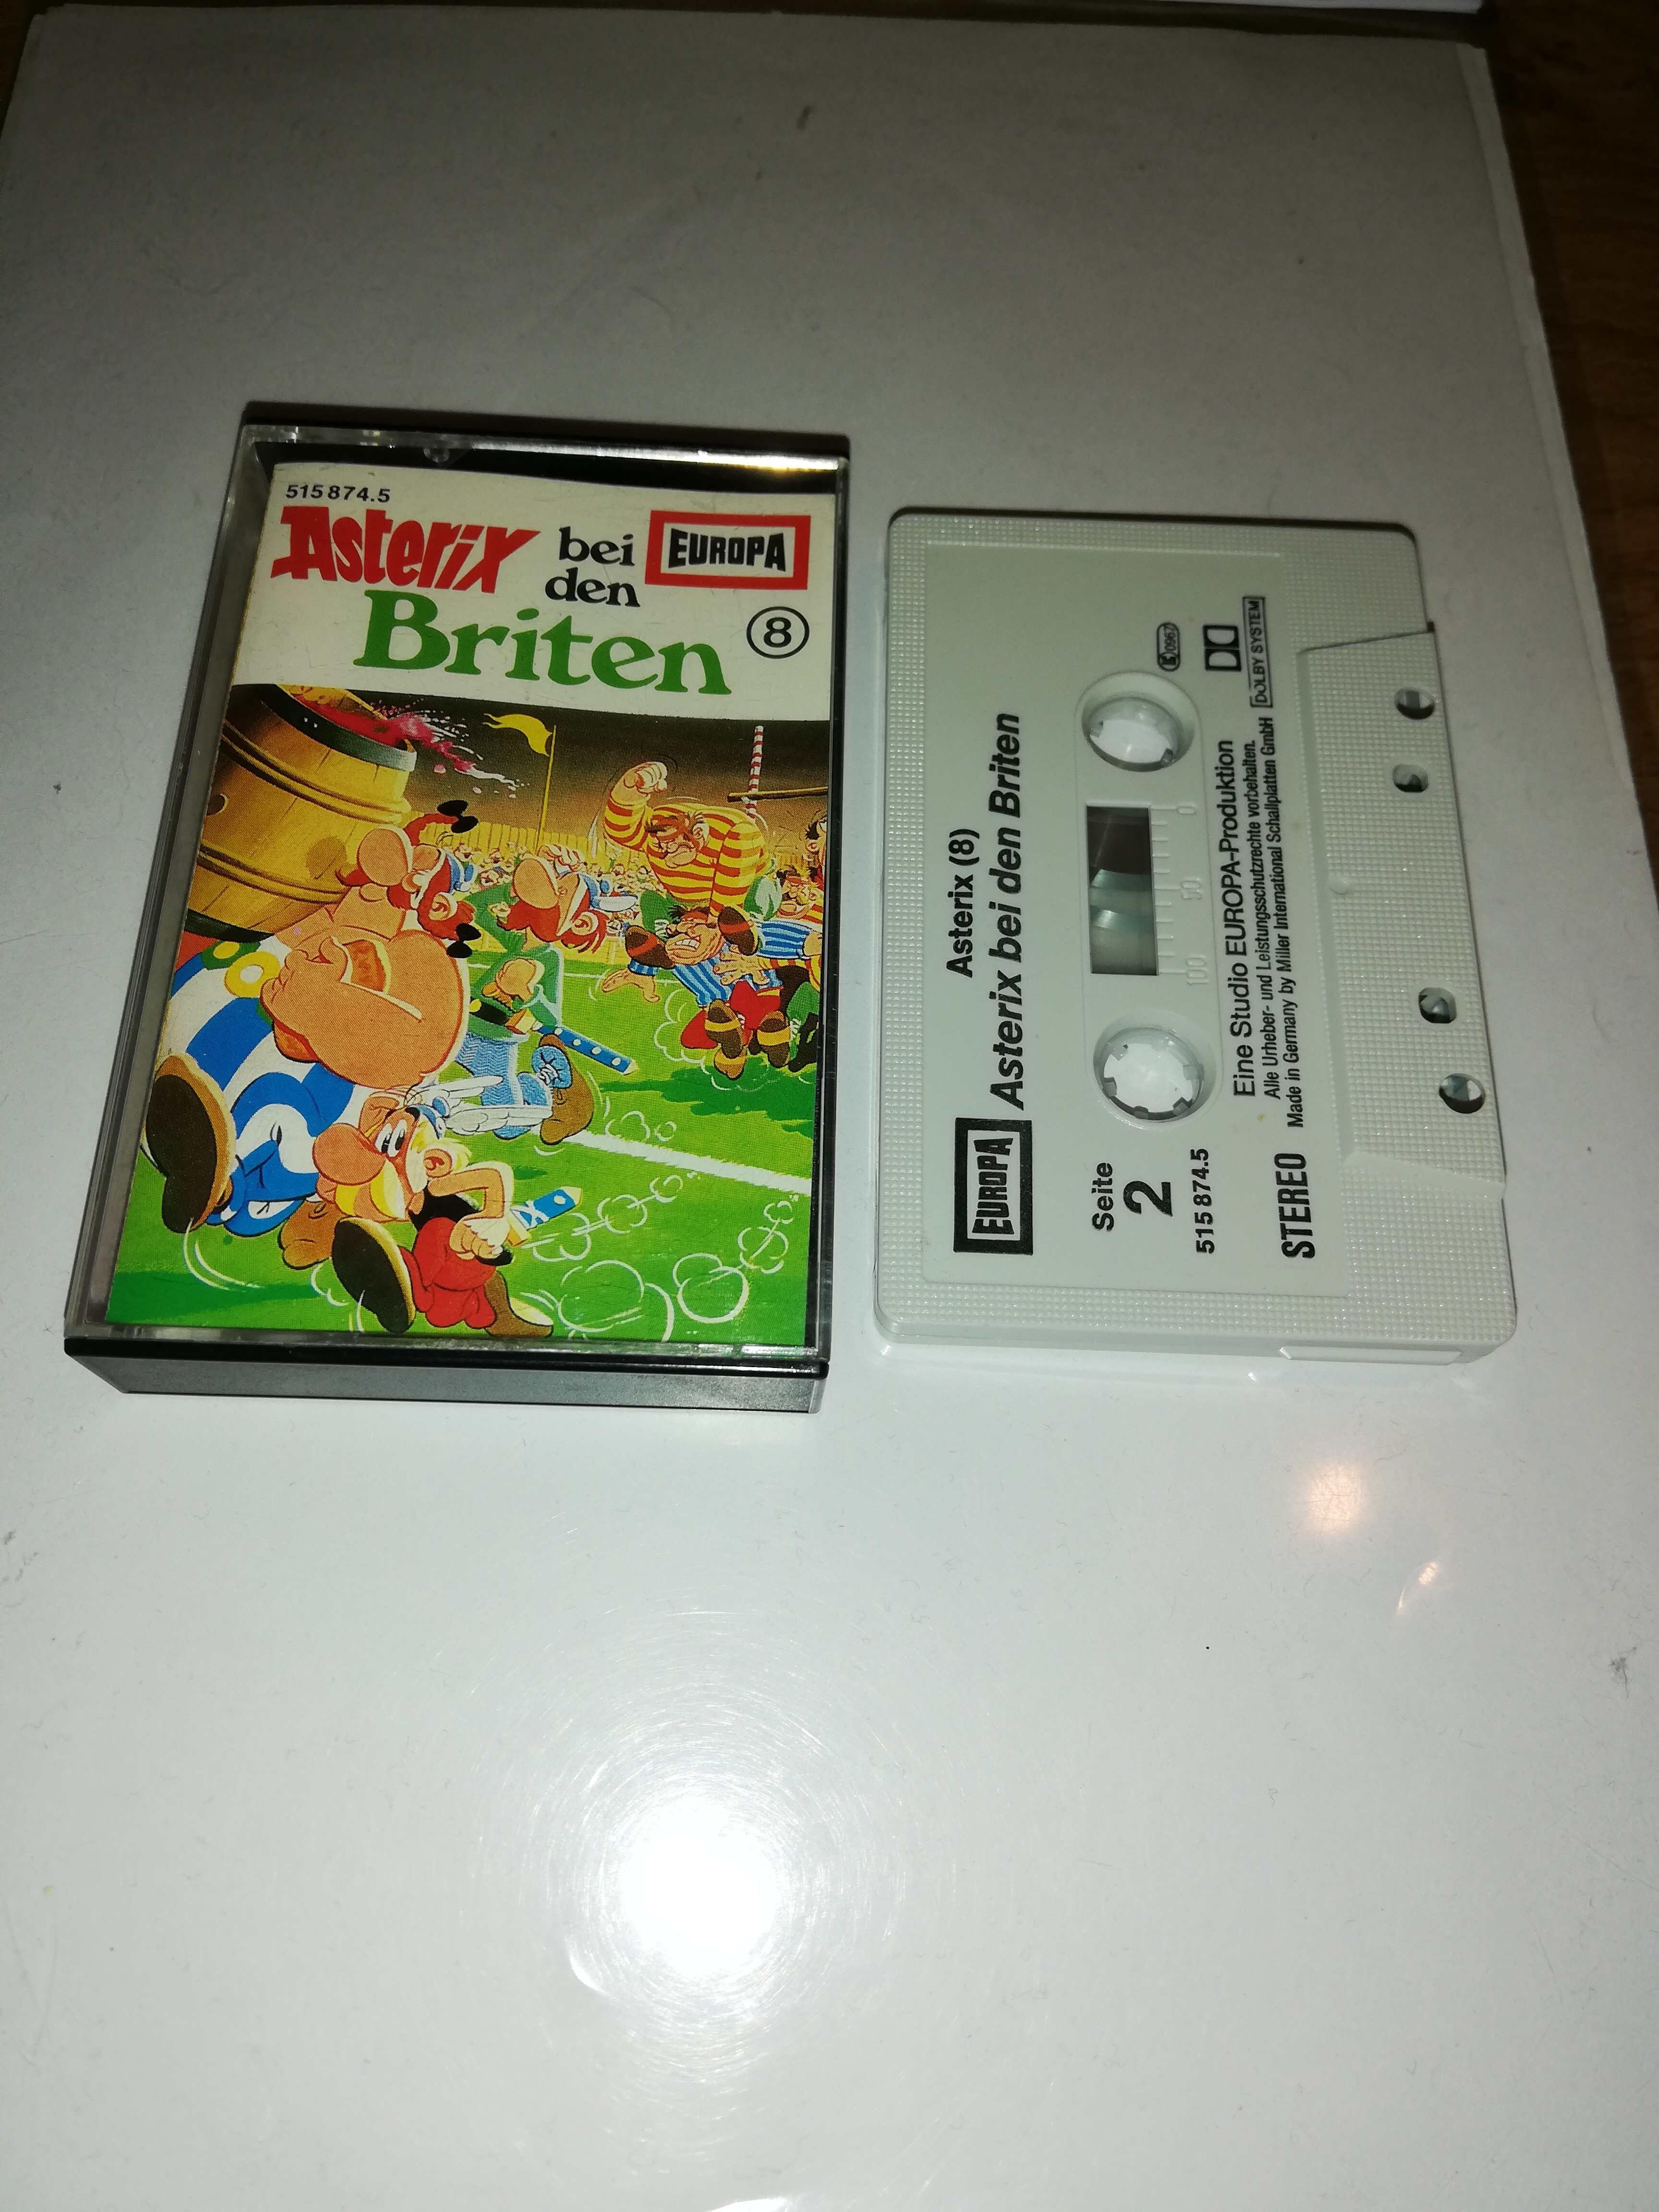 515 874.5
Asterix bei den
EUROPA
Briten
8
EUROPA
Asterix (8)
Asterix bei den Briten
Seite
2
515 874.5
STEREO
0 50 100
Eine Studio EUROPA-Produktion
Alle Urheber- und Leistungsschutzrechte vorbehalten.
Made in Germany by Miller International Schallplatten GmbH
DOLBY SYSTEM